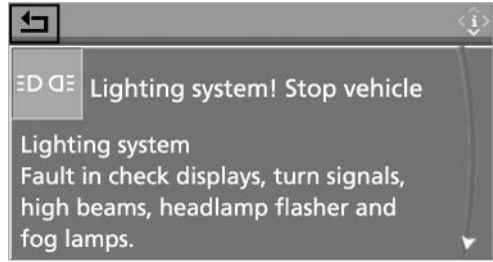 Lighting system! Stop vehicle
Lighting system
Fault in check displays, turn signals,
high beams, headlamp flasher and
fog lamps.